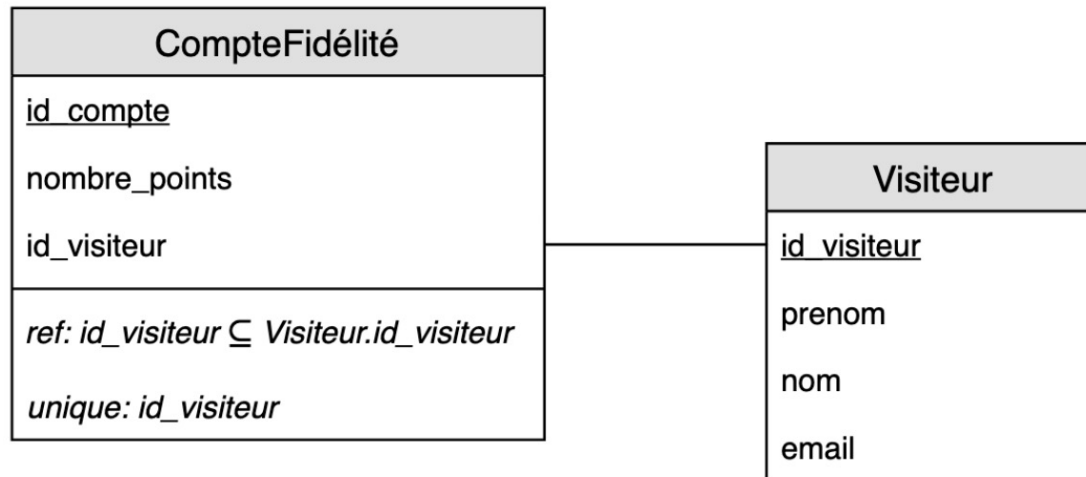 CompteFidélité
id_compte
nombre_points
id_visiteur
ref: id_visiteur ⊆ Visiteur.id_visiteur
unique: id_visiteur
Visiteur
id_visiteur
prenom
nom
email